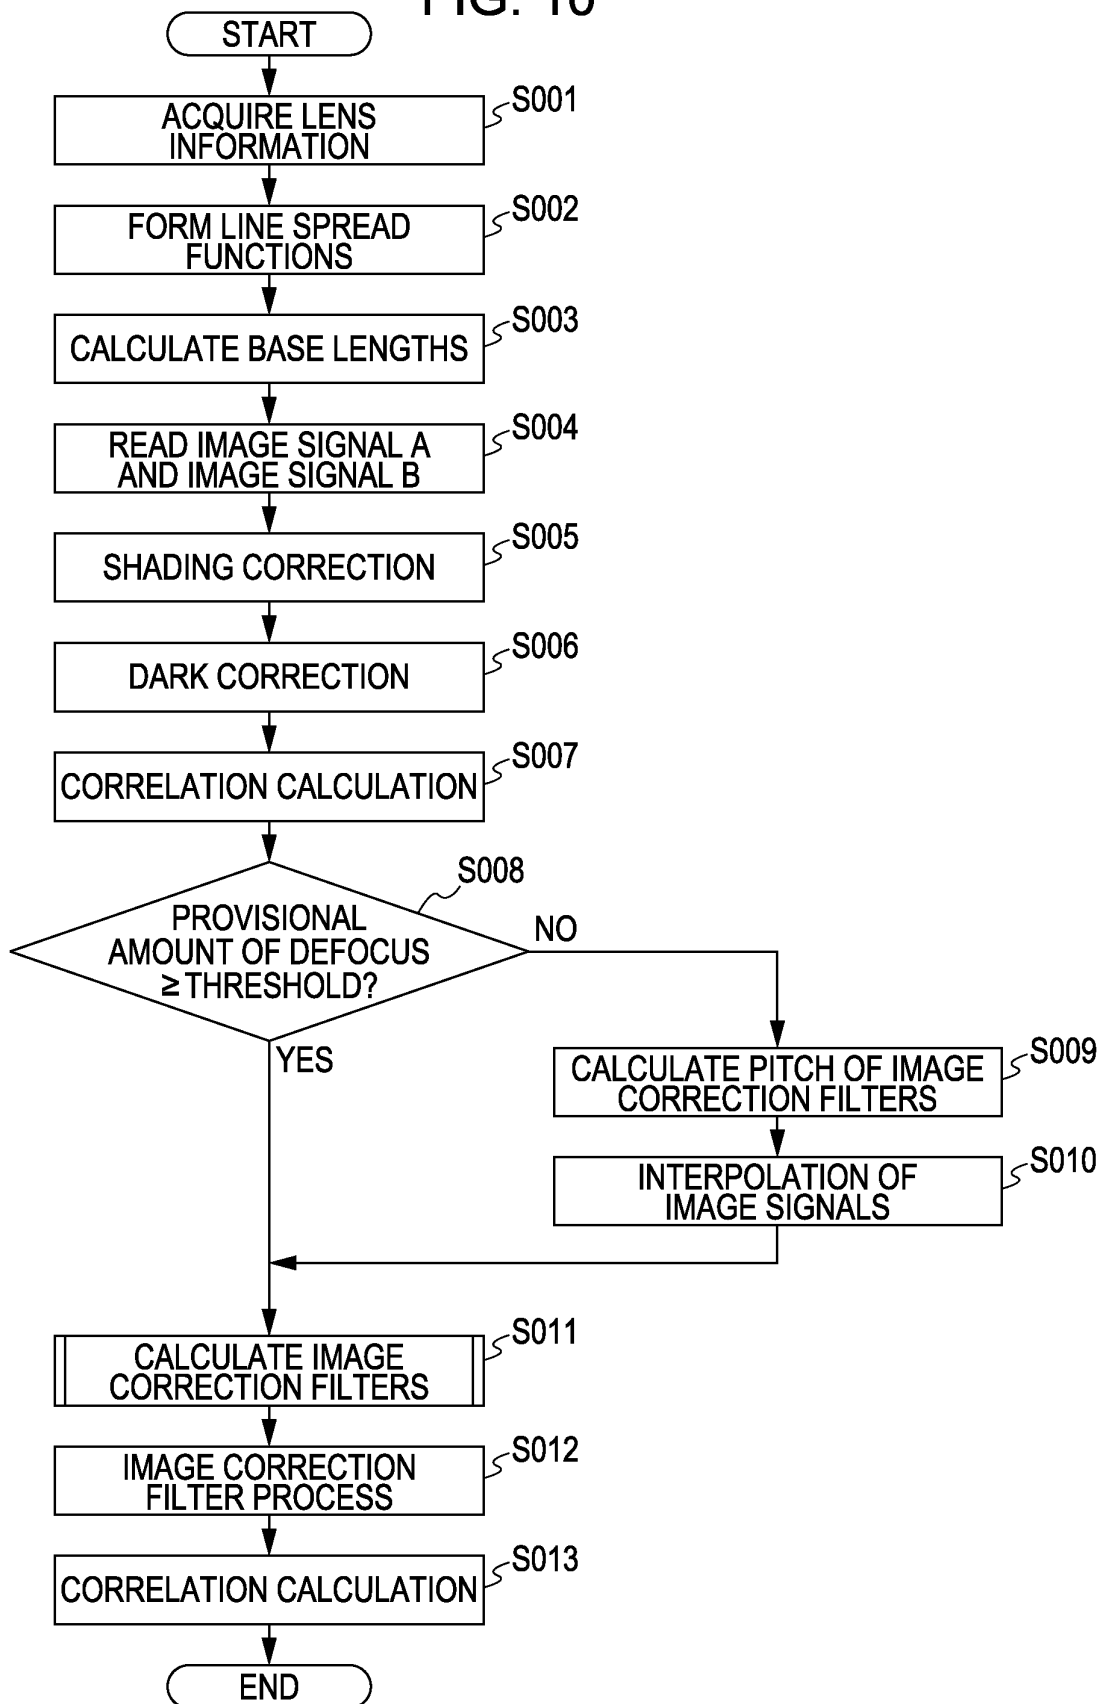 FIG. 10
START
ACQUIRE LENS
INFORMATION
S001
FORM LINE SPREAD
FUNCTIONS
S002
CALCULATE BASE LENGTHS
S003
READ IMAGE SIGNAL A
AND IMAGE SIGNAL B
S004
SHADING CORRECTION
S005
DARK CORRECTION
S006
CORRELATION CALCULATION
S007
PROVISIONAL
AMOUNT OF DEFOCUS
≥ THRESHOLD?
S008
NO
YES
CALCULATE PITCH OF IMAGE
CORRECTION FILTERS
S009
INTERPOLATION OF
IMAGE SIGNALS
S010
CALCULATE IMAGE
CORRECTION FILTERS
S011
IMAGE CORRECTION
FILTER PROCESS
S012
CORRELATION CALCULATION
S013
END